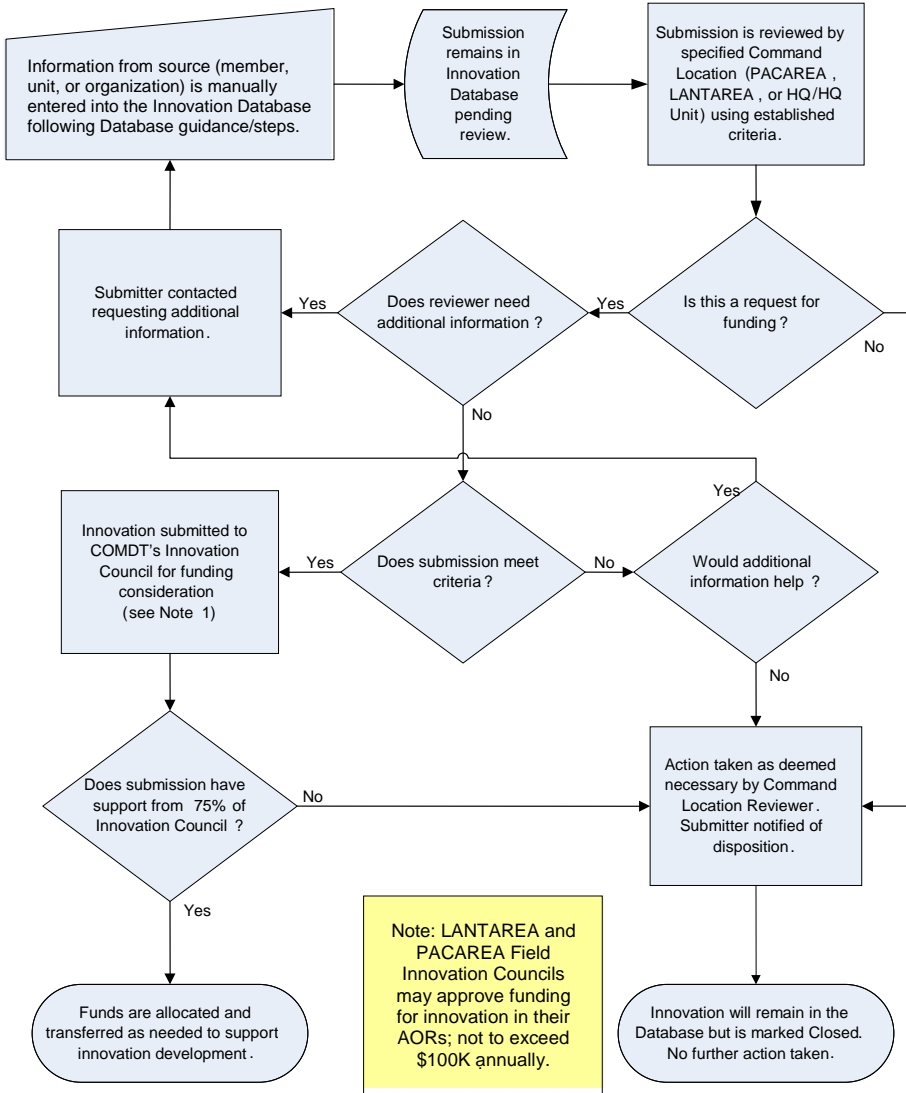 Information from source (member,
unit, or organization) is manually
entered into the Innovation Database
following Database guidance/steps.
Submission
remains in
Innovation
Database
pending
review.
Submission is reviewed by
specified Command
Location (PACAREA ,
LANTAREA , or HQ/HQ
Unit) using established
criteria.
Submitter contacted
requesting additional
information .
Yes
Does reviewer need
additional information ?
Yes
Is this a request for
funding ?
No
No
Yes
Innovation submitted to
COMDT's Innovation
Council for funding
consideration
(see Note 1)
Yes
Does submission meet
criteria ?
No
Would additional
information help ?
No
Does submission have
support from 75% of
Innovation Council ?
No
Action taken as deemed
necessary by Command
Location Reviewer .
Submitter notified of
disposition .
Yes
Note: LANTAREA and
PACAREA Field
Innovation Councils
may approve funding
for innovation in their
AORs; not to exceed
$100K annually.
Funds are allocated and
transferred as needed to support
innovation development .
Innovation will remain in the
Database but is marked Closed.
No further action taken.